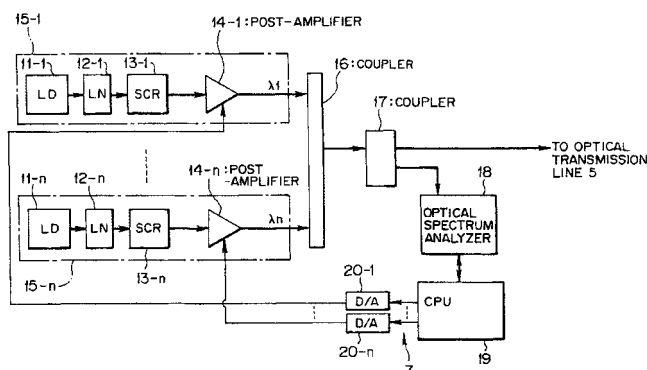 15-1
14-1:POST-AMPLIFIER
11-1
12-1
13-1
LD
LN
SCR
λ1
16:COUPLER
17:COUPLER
TO OPTICAL
TRANSMISSION
LINE 5
14-n:POST
-AMPLIFIER
11-n
12-n
LD
LN
SCR
λn
13-n
15-n
18
OPTICAL
SPECTRUM
ANALYZER
20-1
D/A
D/A
20-n
CPU
7
19